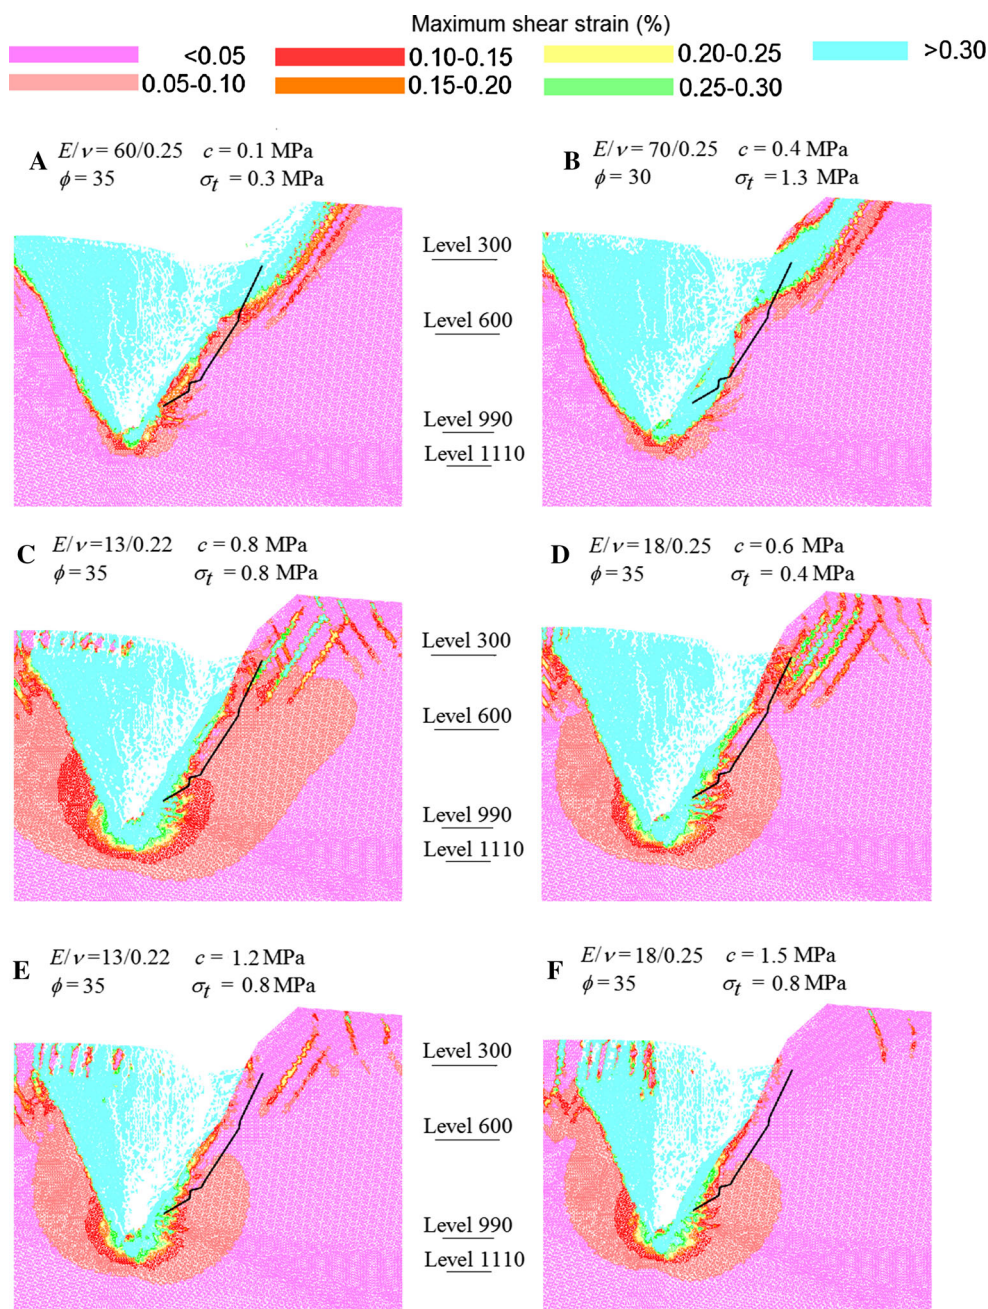 Maximum shear strain (%)
<0.05 0.10-0.15 0.20-0.25 >0.30
0.05-0.10 0.15-0.20 0.25-0.30
A E/ν = 60/0.25 c = 0.1 MPa
ϕ = 35 σt = 0.3 MPa
B E/ν = 70/0.25 c = 0.4 MPa
ϕ = 30 σt = 1.3 MPa
Level 300
Level 600
Level 990
Level 1110
C E/ν =13/0.22 c = 0.8 MPa
ϕ = 35 σt = 0.8 MPa
D E/ν = 18/0.25 c = 0.6 MPa
ϕ = 35 σt = 0.4 MPa
Level 300
Level 600
Level 990
Level 1110
E E/ν =13/0.22 c = 1.2 MPa
ϕ = 35 σt = 0.8 MPa
F E/ν = 18/0.25 c = 1.5 MPa
ϕ = 35 σt = 0.8 MPa
Level 300
Level 600
Level 990
Level 1110